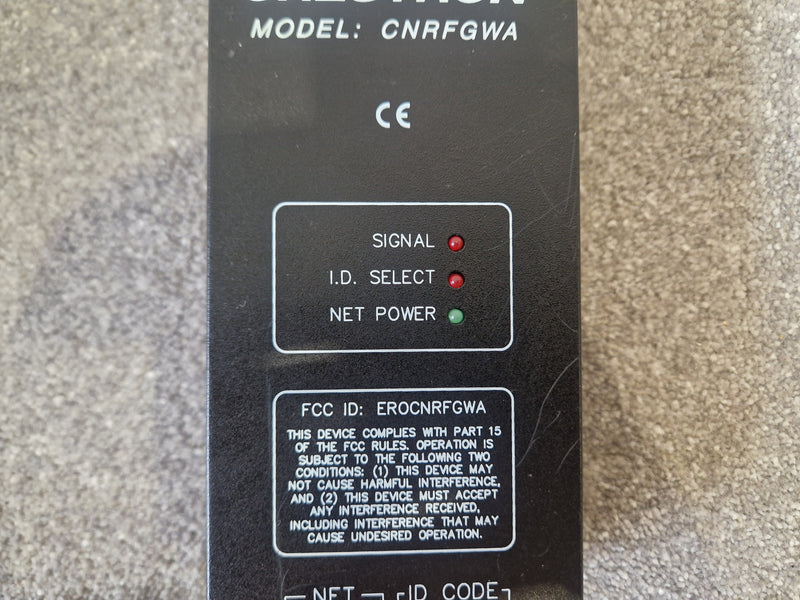 CRESTRON
MODEL: CNRFGWA
CE
SIGNAL
I.D. SELECT
NET POWER
FCC ID: EROCNRFGWA
THIS DEVICE COMPLIES WITH PART 15
OF THE FCC RULES. OPERATION IS
SUBJECT TO THE FOLLOWING TWO
CONDITIONS: (1) THIS DEVICE MAY
NOT CAUSE HARMFUL INTERFERENCE,
AND (2) THIS DEVICE MUST ACCEPT
ANY INTERFERENCE RECEIVED,
INCLUDING INTERFERENCE THAT MAY
CAUSE UNDESIRED OPERATION.
NET ID CODE